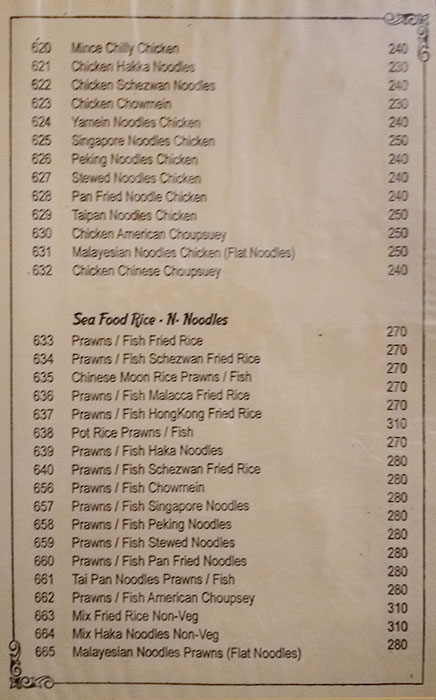 620 Mince Chilly Chicken 240
621 Chicken Hakka Noodles 230
622 Chicken Schezwan Noodles 240
623 Chicken Chowmein 230
624 Yamein Noodles Chicken 240
625 Singapore Noodles Chicken 250
626 Peking Noodles Chicken 240
627 Stewed Noodles Chicken 240
628 Pan Fried Noodle Chicken 240
629 Taipan Noodles Chicken 250
630 Chicken American Choupsuey 250
631 Malayesian Noodles Chicken (Flat Noodles) 250
632 Chicken Chinese Choupsuey 240
Sea Food Rice - N- Noodles
633 Prawns / Fish Fried Rice 270
634 Prawns / Fish Schezwan Fried Rice 270
635 Chinese Moon Rice Prawns / Fish 270
636 Prawns / Fish Malacca Fried Rice 270
637 Prawns / Fish HongKong Fried Rice 270
638 Pot Rice Prawns / Fish 310
639 Prawns / Fish Haka Noodles 270
640 Prawns / Fish Schezwan Fried Rice 280
656 Prawns / Fish Chowmein 280
657 Prawns / Fish Singapore Noodles 280
658 Prawns / Fish Peking Noodles 280
659 Prawns / Fish Stewed Noodles 280
660 Prawns / Fish Pan Fried Noodles 280
661 Tai Pan Noodles Prawns / Fish 280
662 Prawns / Fish American Choupsey 280
663 Mix Fried Rice Non-Veg 310
664 Mix Haka Noodles Non-Veg 310
665 Malayesian Noodles Prawns (Flat Noodles) 280